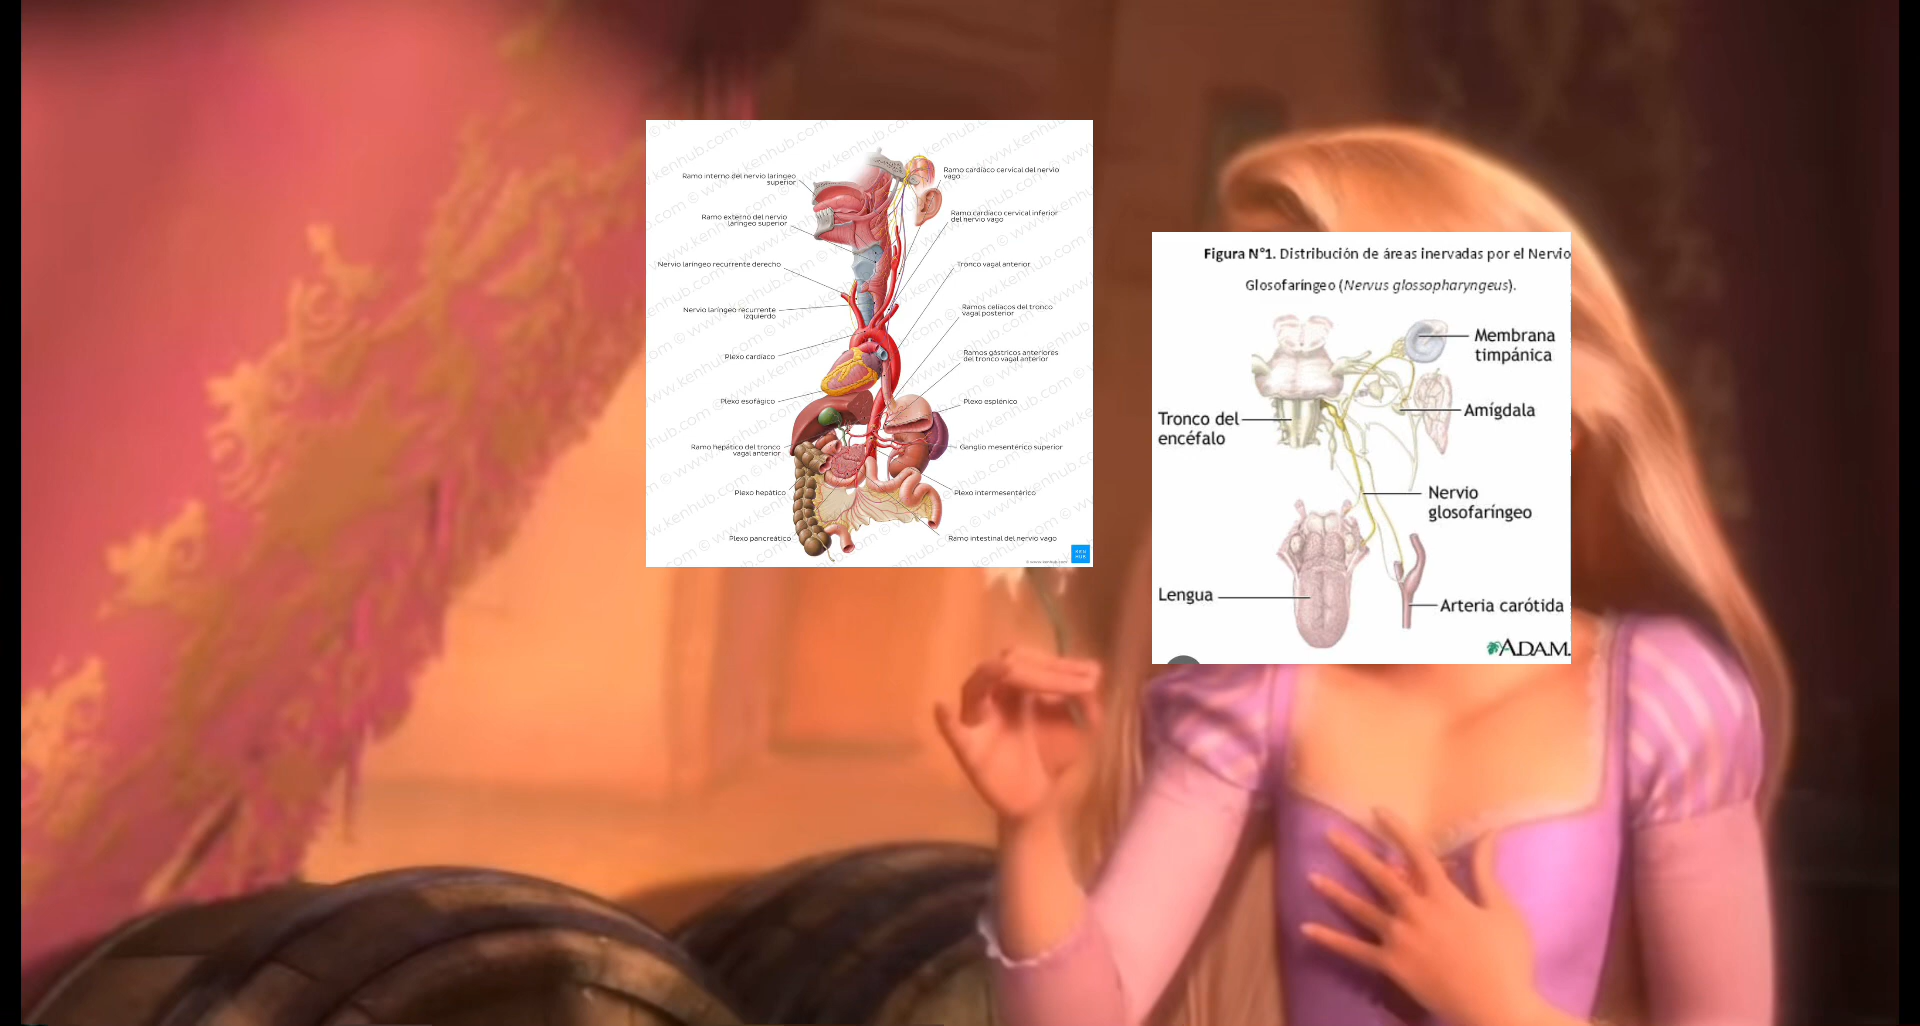 Ramo interno del nervio laríngeo
superior
Ramo externo del nervio
laríngeo superior
Nervio laríngeo recurrente derecho
Nervio laríngeo recurrente
izquierdo
Plexo cardíaco
Plexo esofágico
Ramo hepático del tronco
vagal anterior
Plexo hepático
Plexo pancreático
Ramo cardíaco cervical del nervio
vago
Ramo cardíaco cervical inferior
del nervio vago
Tronco vagal anterior
Ramos celíacos del tronco
vagal posterior
Ramos gástricos anteriores
del tronco vagal anterior
Plexo esplénico
Ganglio mesentérico superior
Plexo intermesentérico
Ramo intestinal del nervio vago
KEN
HUB
© www.kenhub.com
Figura N°1. Distribución de áreas inervadas por el Nervio
Glosofaríngeo (Nervus glossopharyngeus).
Membrana
timpánica
Amígdala
Tronco del
encéfalo
Nervio
glosofaríngeo
Lengua
Arteria carótida
A.D.A.M.